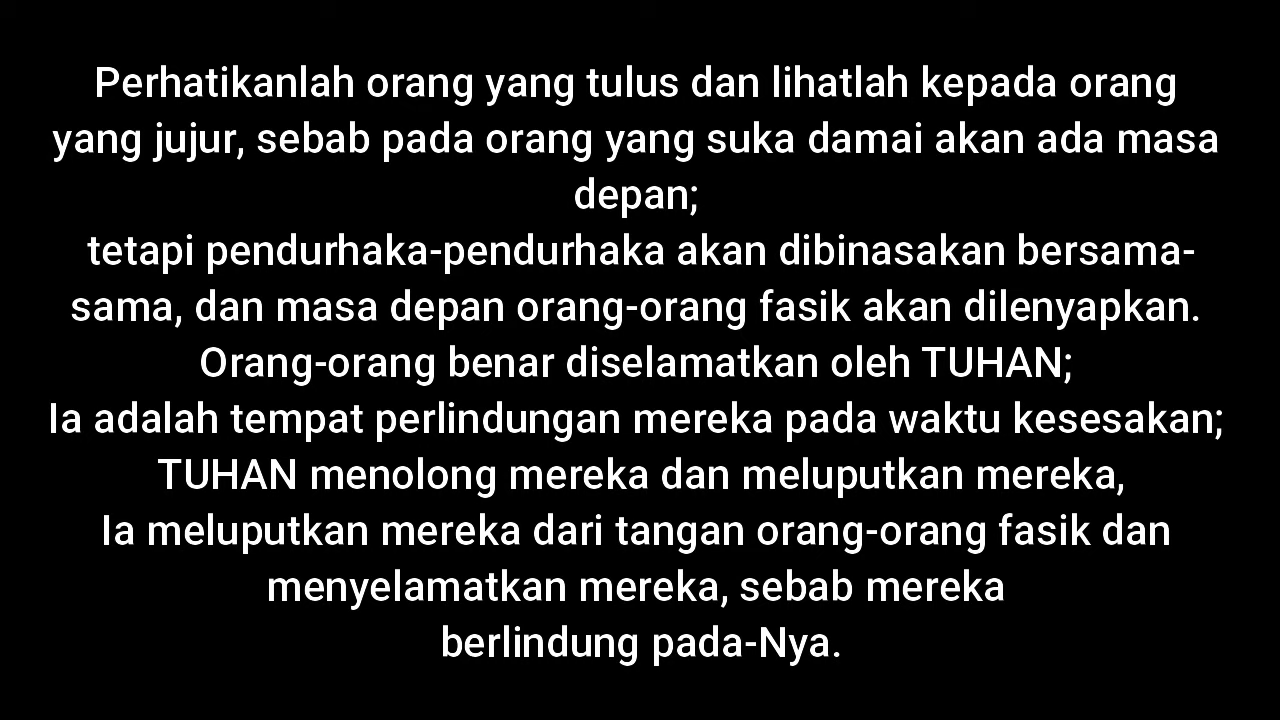 Perhatikanlah orang yang tulus dan lihatlah kepada orang
yang jujur, sebab pada orang yang suka damai akan ada masa
depan;
tetapi pendurhaka-pendurhaka akan dibinasakan bersama-
sama, dan masa depan orang-orang fasik akan dilenyapkan.
Orang-orang benar diselamatkan oleh TUHAN;
Ia adalah tempat perlindungan mereka pada waktu kesesakan;
TUHAN menolong mereka dan meluputkan mereka,
Ia meluputkan mereka dari tangan orang-orang fasik dan
menyelamatkan mereka, sebab mereka
berlindung pada-Nya.